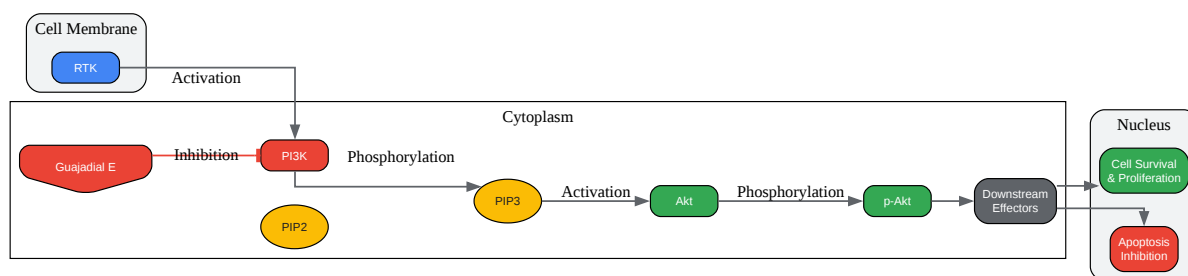 Cell Membrane
RTK
Activation
Cytoplasm
Nucleus
Guajadial E
Inhibition
PI3K
Phosphorylation
PIP3
Activation
Akt
Phosphorylation
p-Akt
Downstream
Effectors
Cell Survival
& Proliferation
PIP2
Apoptosis
Inhibition